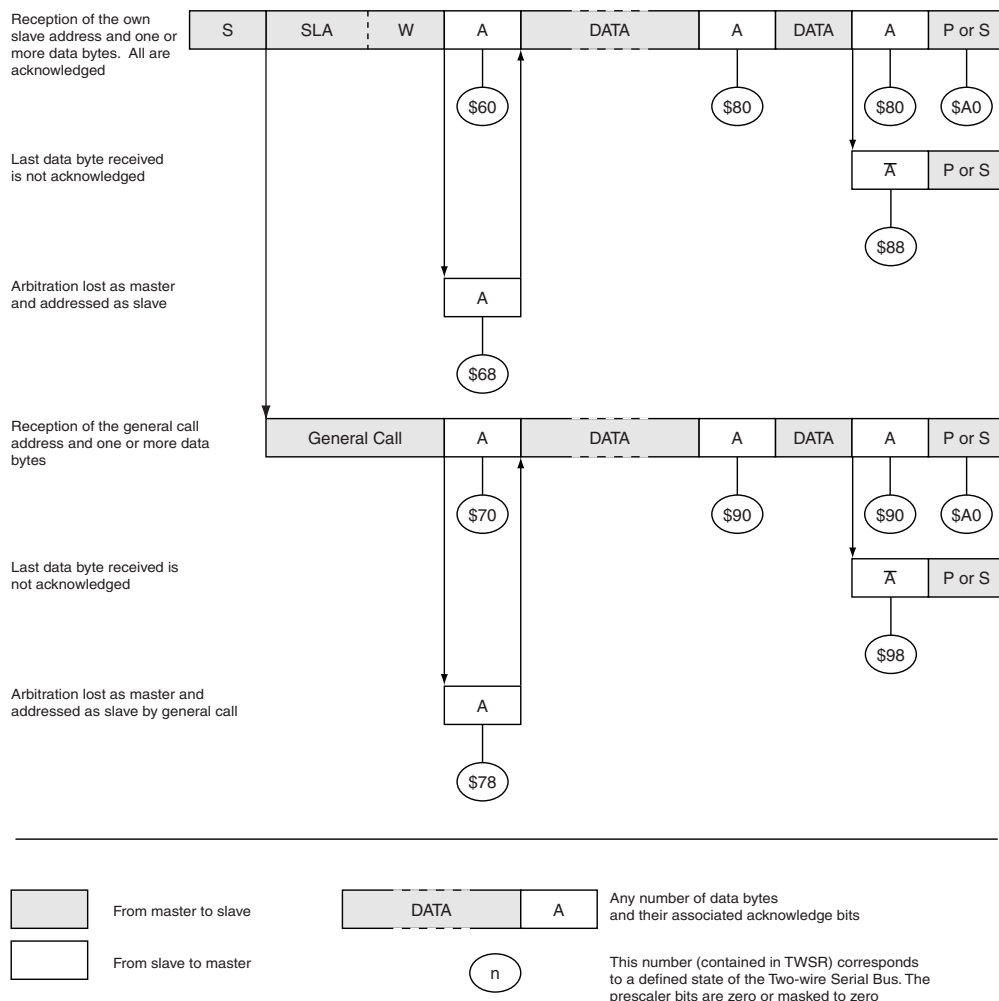 Reception of the own
slave address and one or
more data bytes. All are
acknowledged
S SLA W A DATA A DATA A P or S
$60 $80 $80 $A0
Last data byte received
is not acknowledged
A̅ P or S
$88
Arbitration lost as master
and addressed as slave
A
$68
Reception of the general call
address and one or more data
bytes
General Call A DATA A DATA A P or S
$70 $90 $90 $A0
Last data byte received is
not acknowledged
A̅ P or S
$98
Arbitration lost as master and
addressed as slave by general call
A
$78
From master to slave
DATA A
Any number of data bytes
and their associated acknowledge bits
From slave to master
n
This number (contained in TWSR) corresponds
to a defined state of the Two-wire Serial Bus. The
prescaler bits are zero or masked to zero